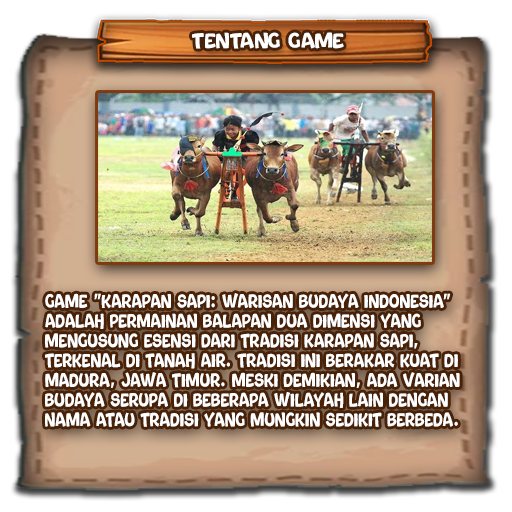 TENTANG GAME
GAME "KARAPAN SAPI: WARISAN BUDAYA INDONESIA"
ADALAH PERMAINAN BALAPAN DUA DIMENSI YANG
MENGUSUNG ESENSI DARI TRADISI KARAPAN SAPI,
TERKENAL DI TANAH AIR. TRADISI INI BERAKAR KUAT DI
MADURA, JAWA TIMUR. MESKI DEMIKIAN, ADA VARIAN
BUDAYA SERUPA DI BEBERAPA WILAYAH LAIN DENGAN
NAMA ATAU TRADISI YANG MUNGKIN SEDIKIT BERBEDA.